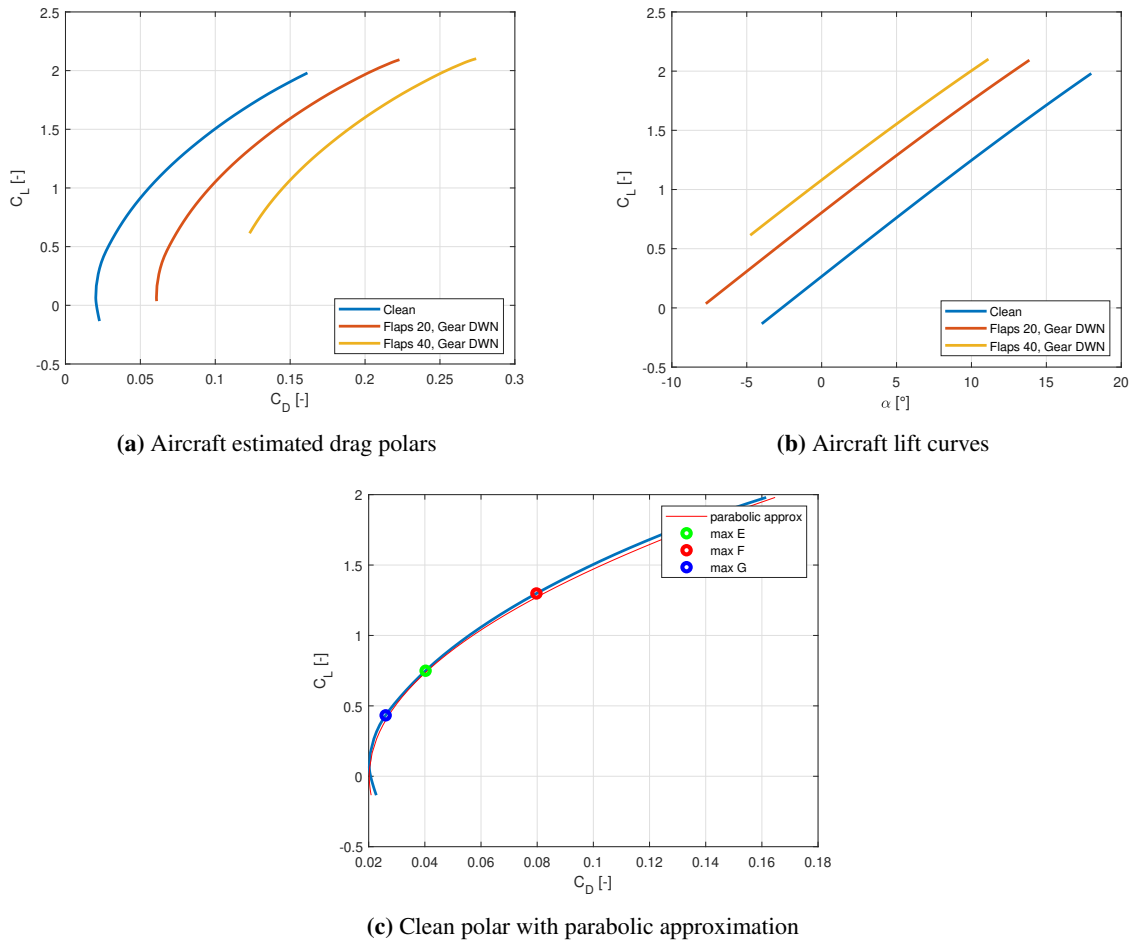 2.5
2
1.5
1
0.5
0
-0.5
C_L [-]
0
0.05
0.1
0.15
0.2
0.25
0.3
C_D [-]
Clean
Flaps 20, Gear DWN
Flaps 40, Gear DWN
(a) Aircraft estimated drag polars
2.5
2
1.5
1
0.5
0
-0.5
C_L [-]
-10
-5
0
5
10
15
20
α [°]
Clean
Flaps 20, Gear DWN
Flaps 40, Gear DWN
(b) Aircraft lift curves
2
1.5
1
0.5
0
-0.5
C_L [-]
0.02
0.04
0.06
0.08
0.1
0.12
0.14
0.16
0.18
C_D [-]
parabolic approx
max E
max F
max G
(c) Clean polar with parabolic approximation